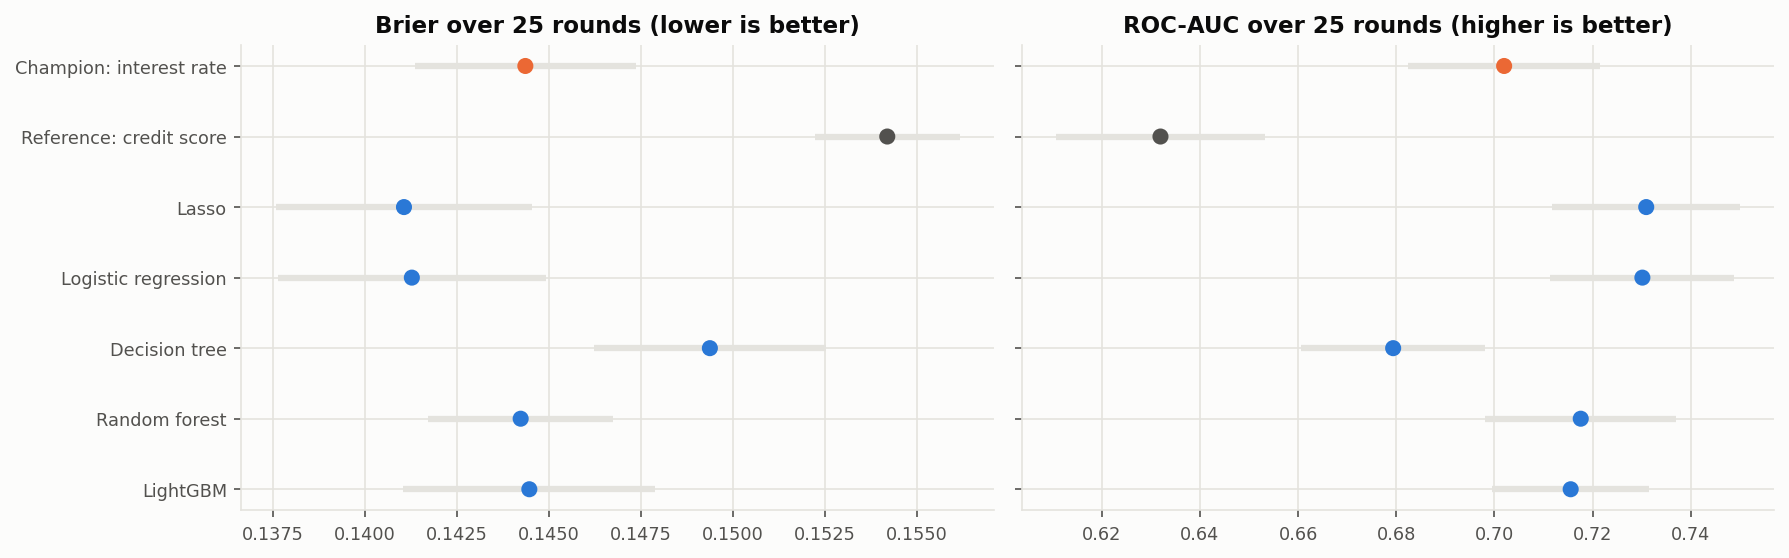 Brier over 25 rounds (lower is better)
ROC-AUC over 25 rounds (higher is better)
Champion: interest rate
Reference: credit score
Lasso
Logistic regression
Decision tree
Random forest
LightGBM
0.1375 0.1400 0.1425 0.1450 0.1475 0.1500 0.1525 0.1550
0.62 0.64 0.66 0.68 0.70 0.72 0.74